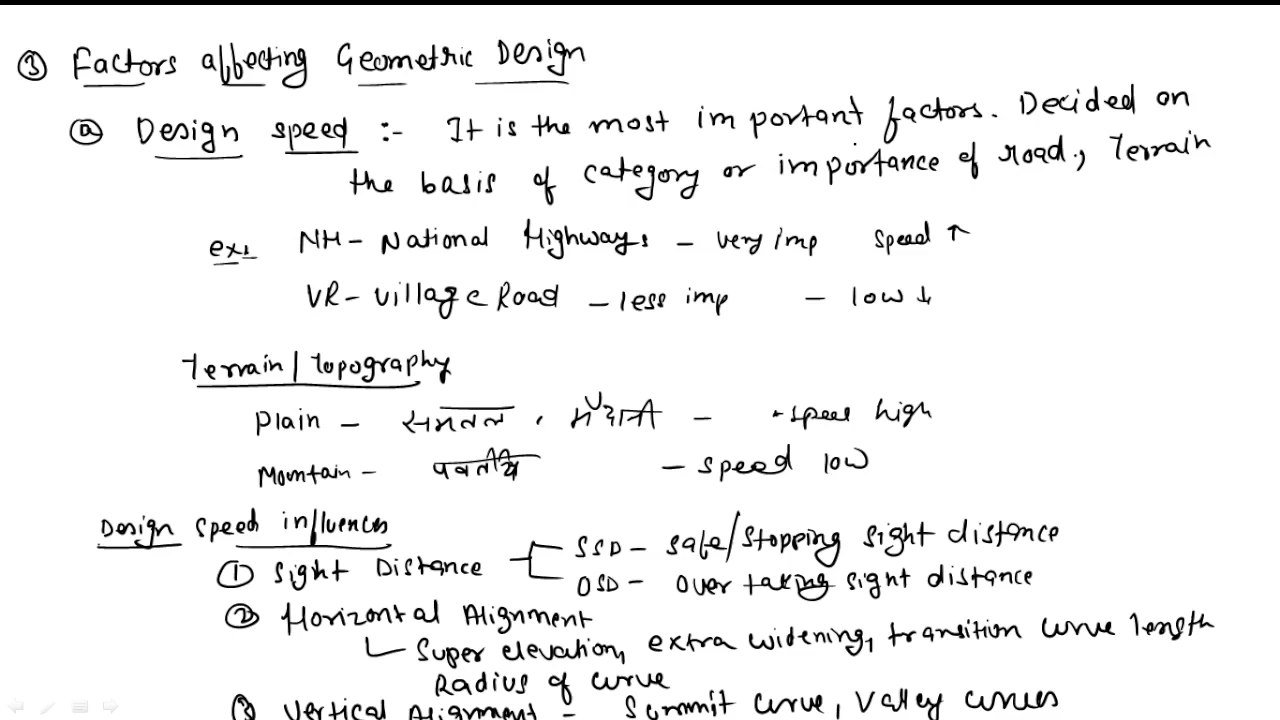 ③ Factors affecting Geometric Design
ⓐ Design speed :- It is the most important factors. Decided on
the basis of category or importance of road, Terrain
ex:- NH - National Highways - very imp speed ↑
VR - Village Road - less imp - low ↓
Terrain/Topography
Plain - समतल, मैदानी - speed high
Mountain - पर्वतीय - speed low
Design speed influences
① Sight Distance SSD - safe/stopping sight distance
OSD - over taking sight distance
② Horizontal Alignment
Super elevation, extra widening, transition curve length
Radius of curve
③ Vertical Alignment - Summit curve, Valley curves